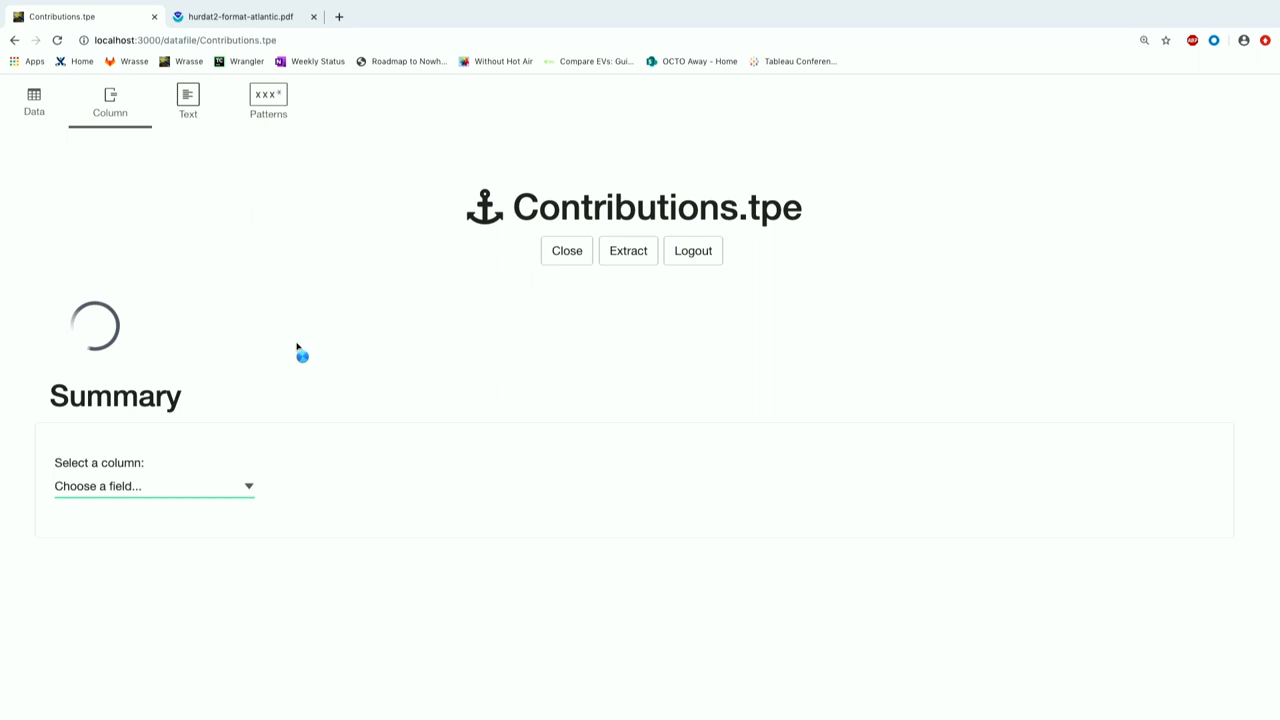 Contributions.tpe
hurdat2-format-atlantic.pdf
localhost:3000/datafile/Contributions.tpe
Apps Home Wrasse Wrasse Wrangler Weekly Status Roadmap to Nowh... Without Hot Air Compare EVs: Gui... OCTO Away - Home Tableau Conferen...
Data Column Text Patterns
Contributions.tpe
Close Extract Logout
Summary
Select a column:
Choose a field...